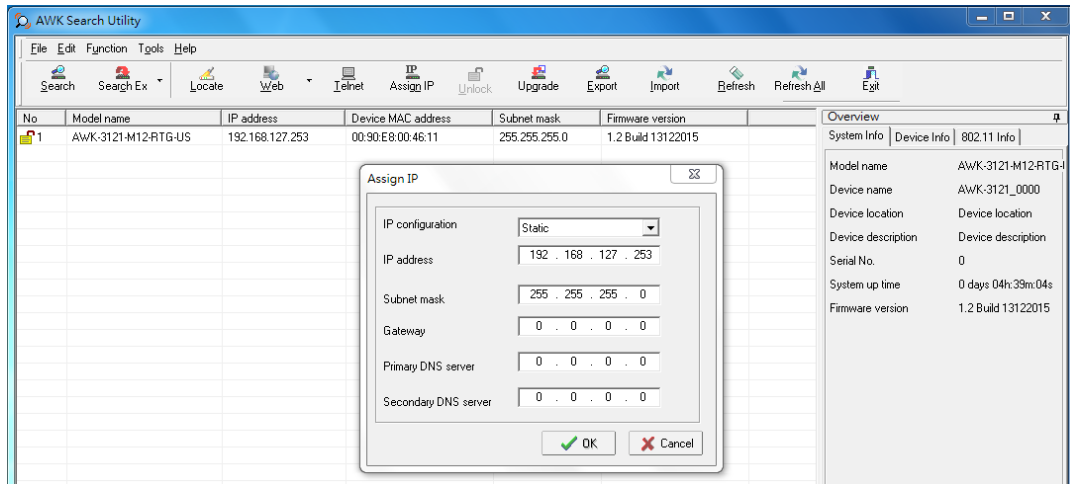 AWK Search Utility
File Edit Function Tools Help
Search Search Ex Locate Web Telnet Assign IP Unlock Upgrade Export Import Refresh Refresh All Exit
No Model name IP address Device MAC address Subnet mask Firmware version
1 AWK-3121-M12-RTG-US 192.168.127.253 00:90:E8:00:46:11 255.255.255.0 1.2 Build 13122015
Assign IP
IP configuration Static
IP address 192 . 168 . 127 . 253
Subnet mask 255 . 255 . 255 . 0
Gateway 0 . 0 . 0 . 0
Primary DNS server 0 . 0 . 0 . 0
Secondary DNS server 0 . 0 . 0 . 0
OK Cancel
Overview
System Info Device Info 802.11 Info
Model name AWK-3121-M12-RTG-
Device name AWK-3121_0000
Device location Device location
Device description Device description
Serial No. 0
System up time 0 days 04h:39m:04s
Firmware version 1.2 Build 13122015